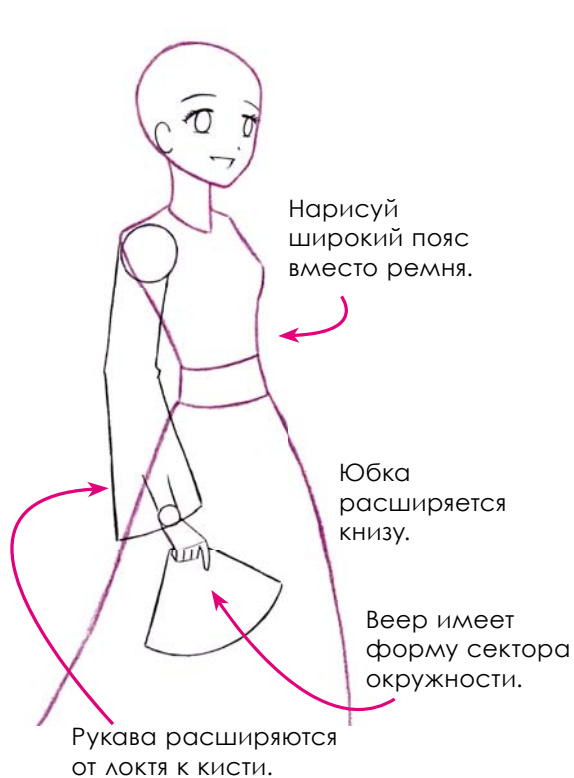 Нарисуй
широкий пояс
вместо ремня.
Юбка
расширяется
книзу.
Веер имеет
форму сектора
окружности.
Рукава расширяются
от локтя к кисти.